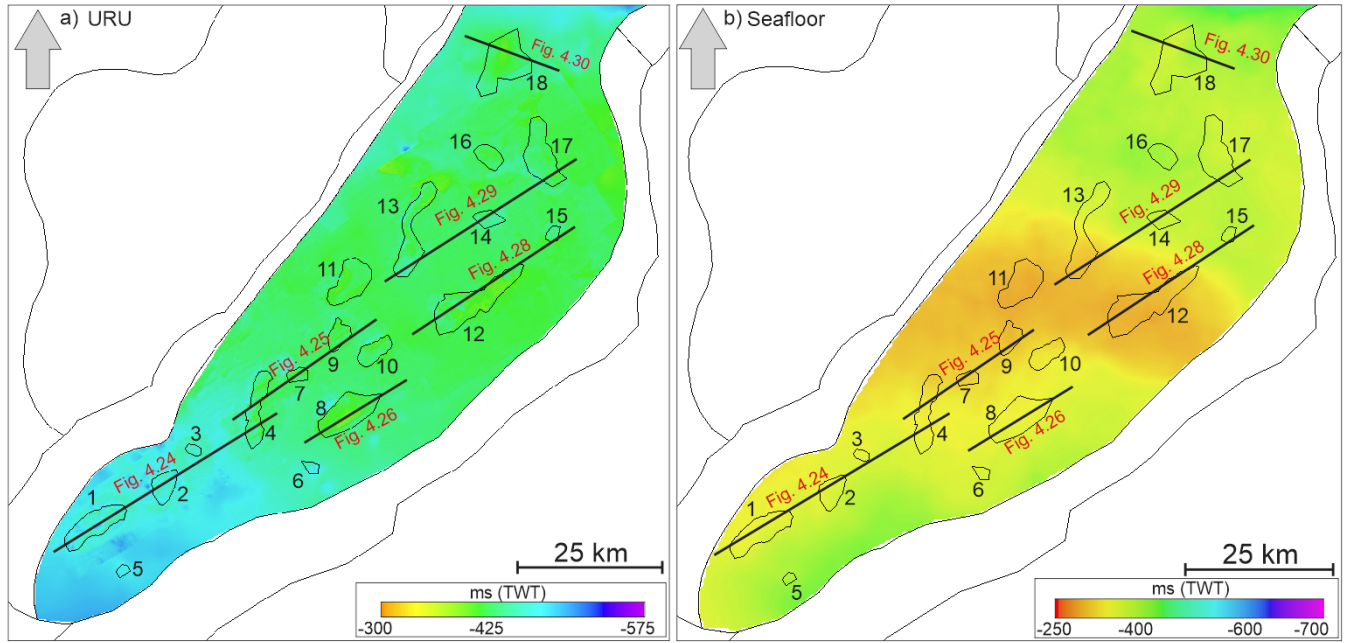 a) URU
Fig. 4.30
18
16
17
13
Fig. 4.29
14
15
Fig. 4.28
11
12
Fig. 4.25
9
10
7
8
Fig. 4.26
4
3
6
Fig. 4.24
1
2
5
25 km
ms (TWT)
-300 -425 -575
b) Seafloor
Fig. 4.30
18
16
17
13
Fig. 4.29
14
15
Fig. 4.28
11
12
Fig. 4.25
9
10
7
8
Fig. 4.26
4
3
6
Fig. 4.24
1
2
5
25 km
ms (TWT)
-250 -400 -600 -700